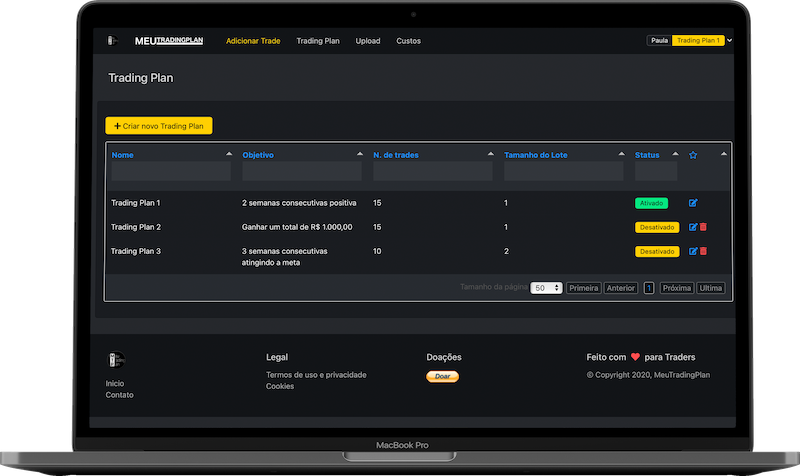 MEUTRADINGPLAN Adicionar Trade Trading Plan Upload Custos Paula Trading Plan 1
Trading Plan
+ Criar novo Trading Plan
Nome Objetivo N. de trades Tamanho do Lote Status
Trading Plan 1 2 semanas consecutivas positiva 15 1 Ativado
Trading Plan 2 Ganhar um total de R$ 1.000,00 15 1 Desativado
Trading Plan 3 3 semanas consecutivas atingindo a meta 10 2 Desativado
Tamanho da página 50 Primeira Anterior 1 Próxima Ultima
Legal Doações Feito com para Traders
Inicio Termos de uso e privacidade Doar © Copyright 2020, MeuTradingPlan
Contato Cookies
MacBook Pro